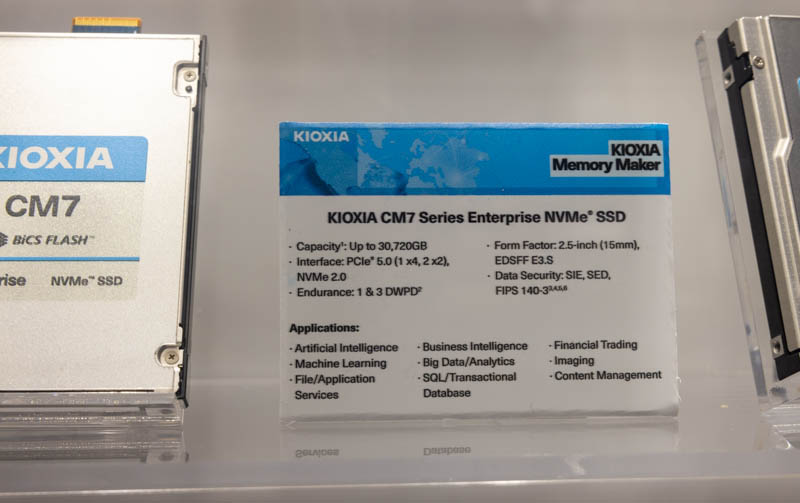 KIOXIA
CM7
BiCS FLASH™
NVMe™ SSD
KIOXIA
KIOXIA
Memory Maker
KIOXIA CM7 Series Enterprise NVMe® SSD
· Capacity¹: Up to 30,720GB
· Interface: PCIe® 5.0 (1 x4, 2 x2),
NVMe 2.0
· Endurance: 1 & 3 DWPD²
· Form Factor: 2.5-inch (15mm),
EDSFF E3.S
· Data Security: SIE, SED,
FIPS 140-3³,⁴,⁵,⁶
Applications:
· Artificial Intelligence
· Machine Learning
· File/Application
Services
· Business Intelligence
· Big Data/Analytics
· SQL/Transactional
Database
· Financial Trading
· Imaging
· Content Management